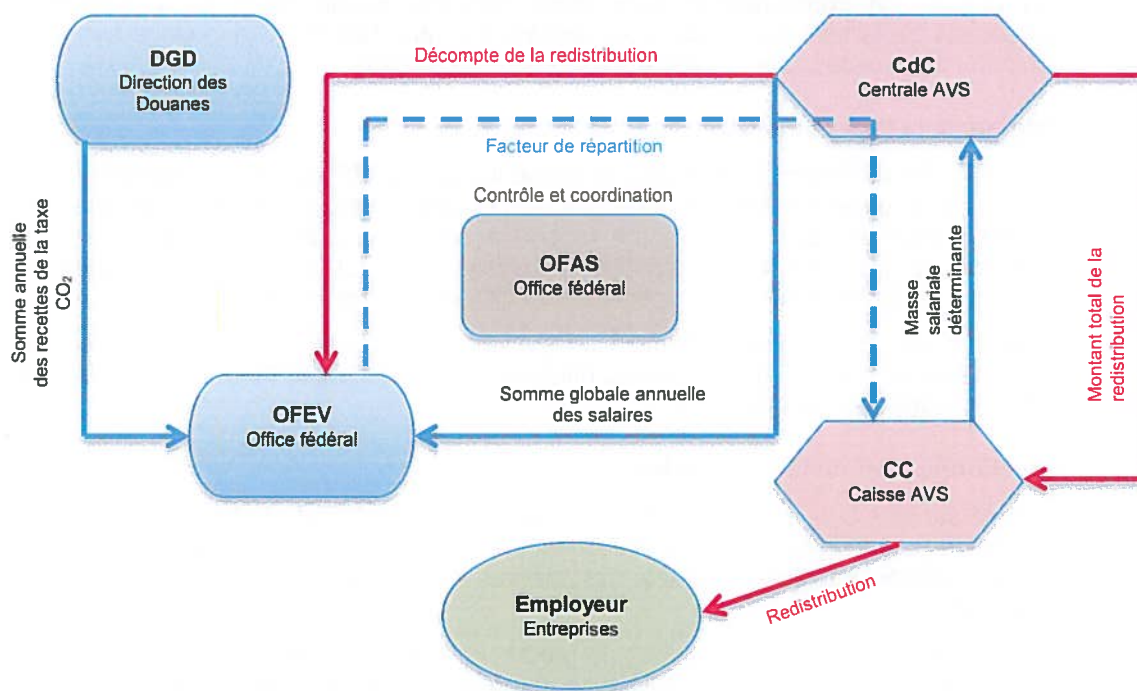 DGD
Direction des
Douanes
Décompte de la redistribution
CdC
Centrale AVS
Facteur de répartition
Contrôle et coordination
OFAS
Office fédéral
Somme annuelle
des recettes de la taxe
CO₂
Masse
salariale
déterminante
Montant total de la
redistribution
OFEV
Office fédéral
Somme globale annuelle
des salaires
CC
Caisse AVS
Employeur
Entreprises
Redistribution